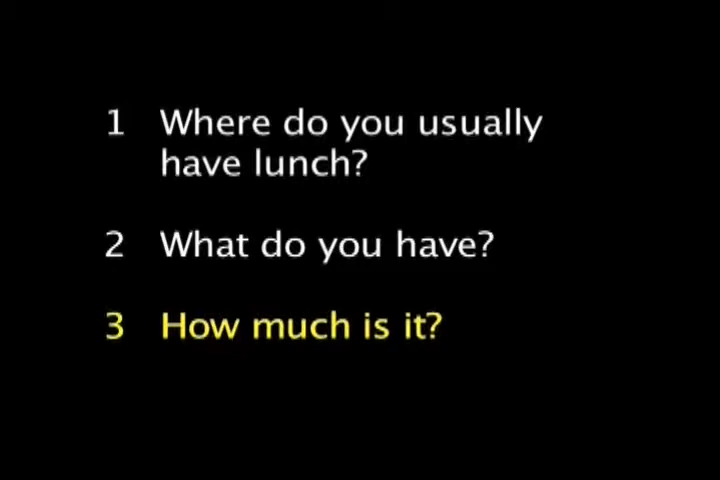 1 Where do you usually
have lunch?
2 What do you have?
3 How much is it?